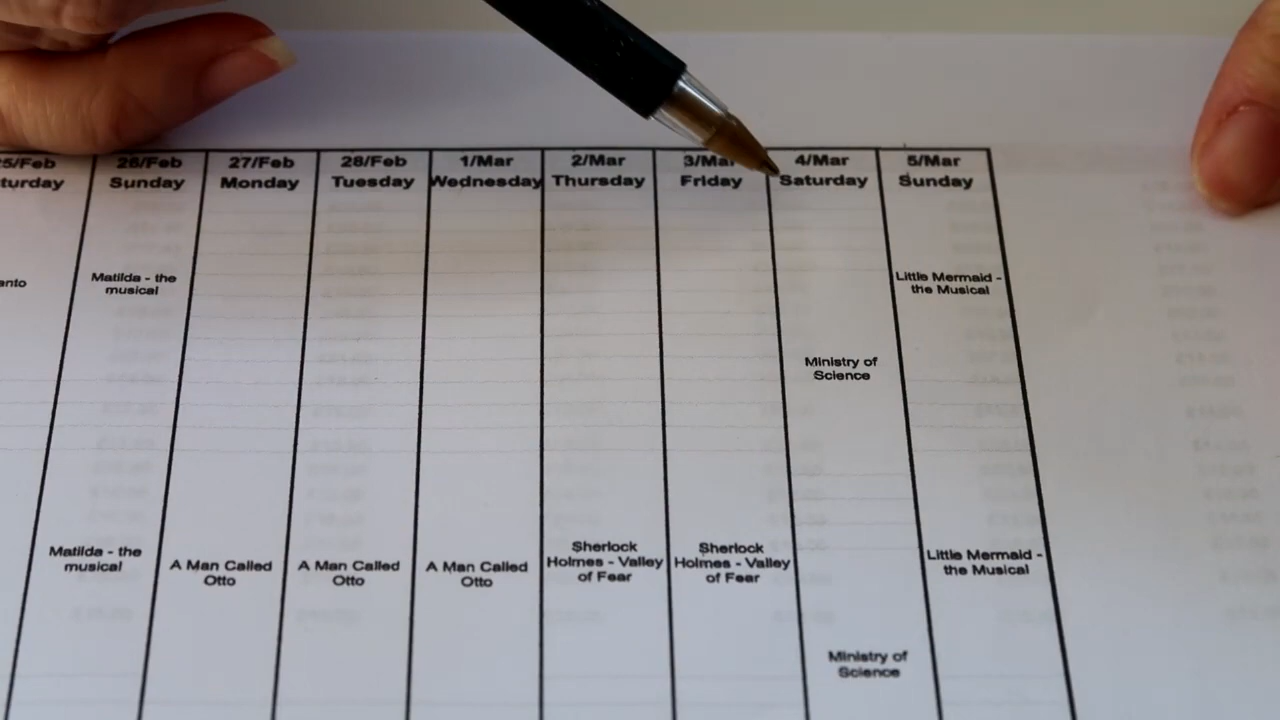 5/Feb 26/Feb 27/Feb 28/Feb 1/Mar 2/Mar 3/Mar 4/Mar 5/Mar
turday Sunday Monday Tuesday Wednesday Thursday Friday Saturday Sunday
anto
Matilda - the
musical
Little Mermaid -
the Musical
Ministry of
Science
Matilda - the
musical
A Man Called
Otto
A Man Called
Otto
A Man Called
Otto
Sherlock
Holmes - Valley
of Fear
Sherlock
Holmes - Valley
of Fear
Little Mermaid -
the Musical
Ministry of
Science